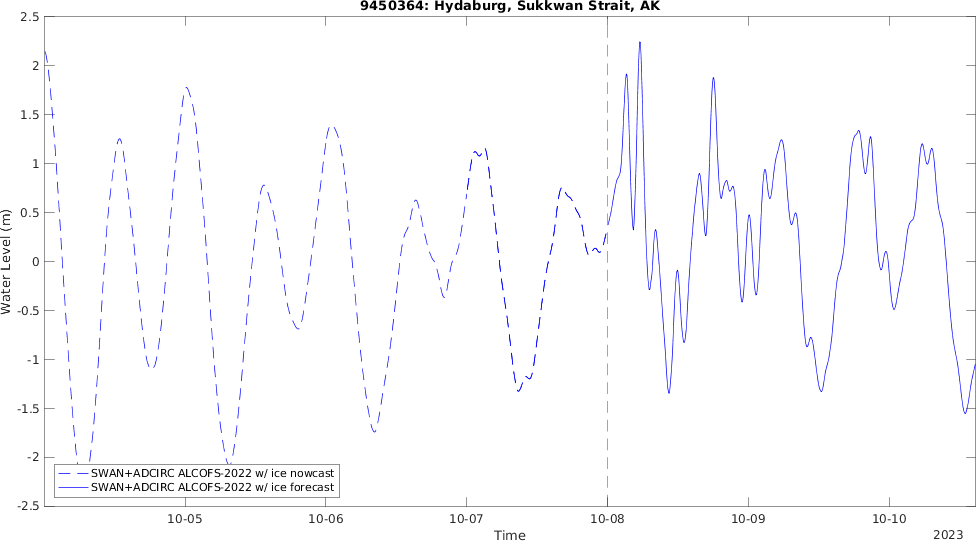 9450364: Hydaburg, Sukkwan Strait, AK
2.5
2
1.5
1
0.5
0
-0.5
-1
-1.5
-2
-2.5
Water Level (m)
SWAN+ADCIRC ALCOFS-2022 w/ ice nowcast
SWAN+ADCIRC ALCOFS-2022 w/ ice forecast
10-05 10-06 10-07 10-08 10-09 10-10
Time
2023